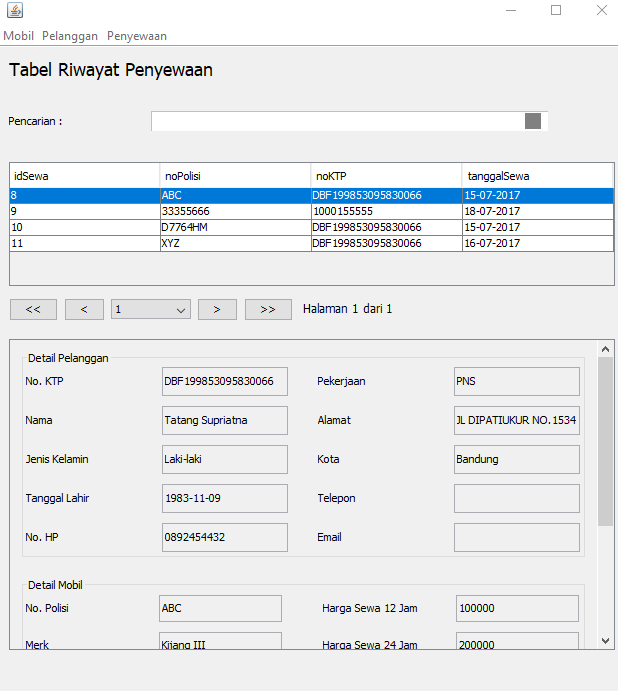 Mobil Pelanggan Penyewaan
Tabel Riwayat Penyewaan
Pencarian :
idSewa noPolisi noKTP tanggalSewa
8 ABC DBF199853095830066 15-07-2017
9 33355666 1000155555 18-07-2017
10 D7764HM DBF199853095830066 15-07-2017
11 XYZ DBF199853095830066 16-07-2017
<< < 1 > >> Halaman 1 dari 1
Detail Pelanggan
No. KTP DBF199853095830066 Pekerjaan PNS
Nama Tatang Supriatna Alamat JL DIPATIUKUR NO.1534
Jenis Kelamin Laki-laki Kota Bandung
Tanggal Lahir 1983-11-09 Telepon
No. HP 0892454432 Email
Detail Mobil
No. Polisi ABC Harga Sewa 12 Jam 100000
Merk Kijang III Harga Sewa 24 Jam 200000